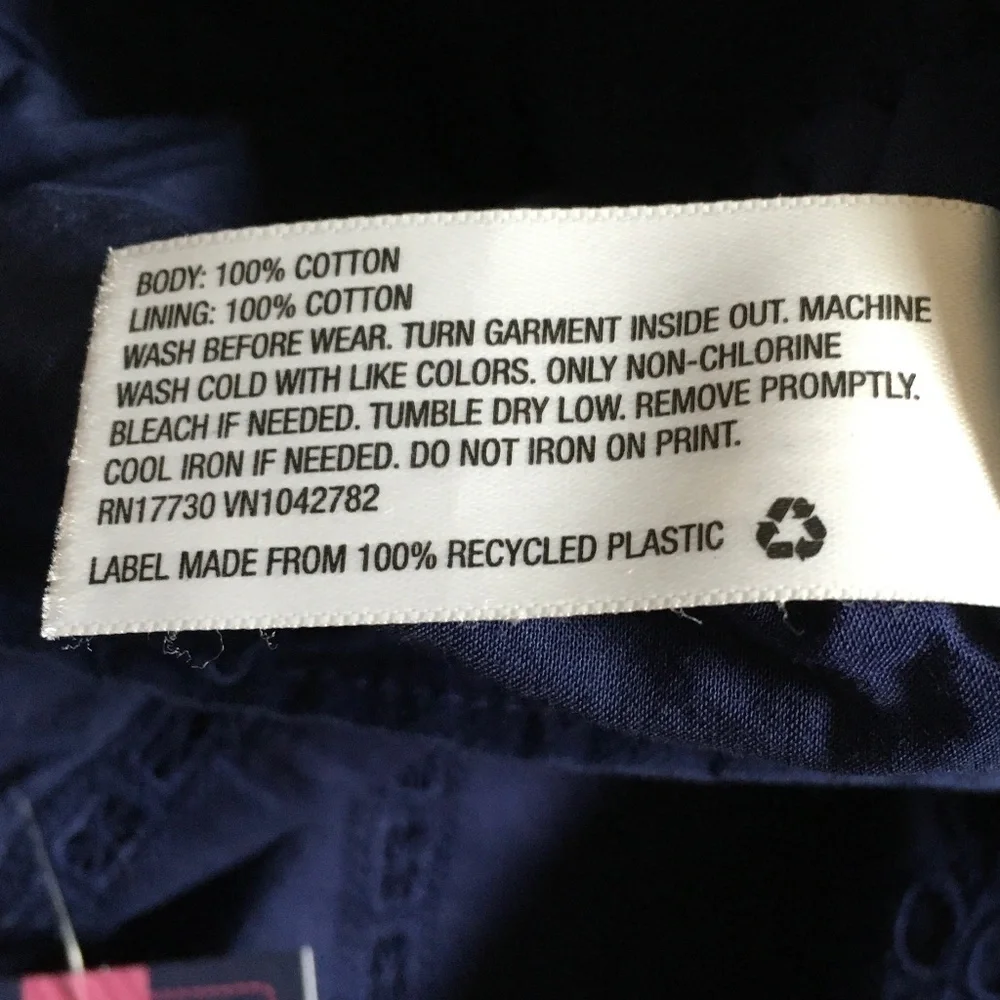 BODY: 100% COTTON
LINING: 100% COTTON
WASH BEFORE WEAR. TURN GARMENT INSIDE OUT. MACHINE
WASH COLD WITH LIKE COLORS. ONLY NON-CHLORINE
BLEACH IF NEEDED. TUMBLE DRY LOW. REMOVE PROMPTLY.
COOL IRON IF NEEDED. DO NOT IRON ON PRINT.
RN17730 VN1042782
LABEL MADE FROM 100% RECYCLED PLASTIC